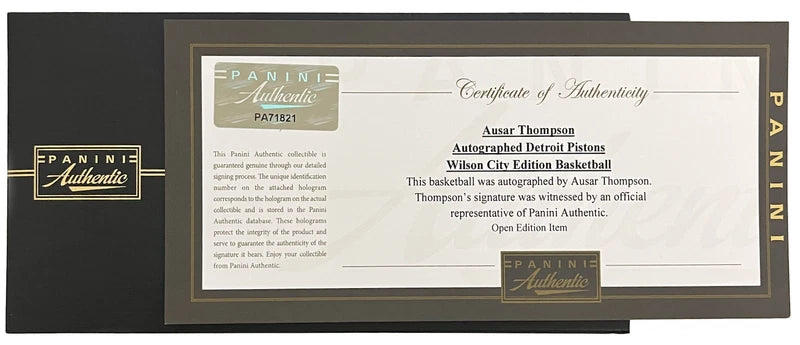 PANINI
Authentic
PANINI
Authentic
PA71821
This Panini Authentic collectible is
guaranteed genuine through our detailed
signing process. The unique identification
number on the attached hologram
corresponds to the hologram on the actual
collectible and is stored in the Panini
Authentic database. These holograms
protect the integrity of the product and
serve to guarantee the authenticity of the
signature it bears. Enjoy your collectible
from Panini Authentic.
Certificate of Authenticity
Ausar Thompson
Autographed Detroit Pistons
Wilson City Edition Basketball
This basketball was autographed by Ausar Thompson.
Thompson's signature was witnessed by an official
representative of Panini Authentic.
Open Edition Item
PANINI
Authentic
PANINI